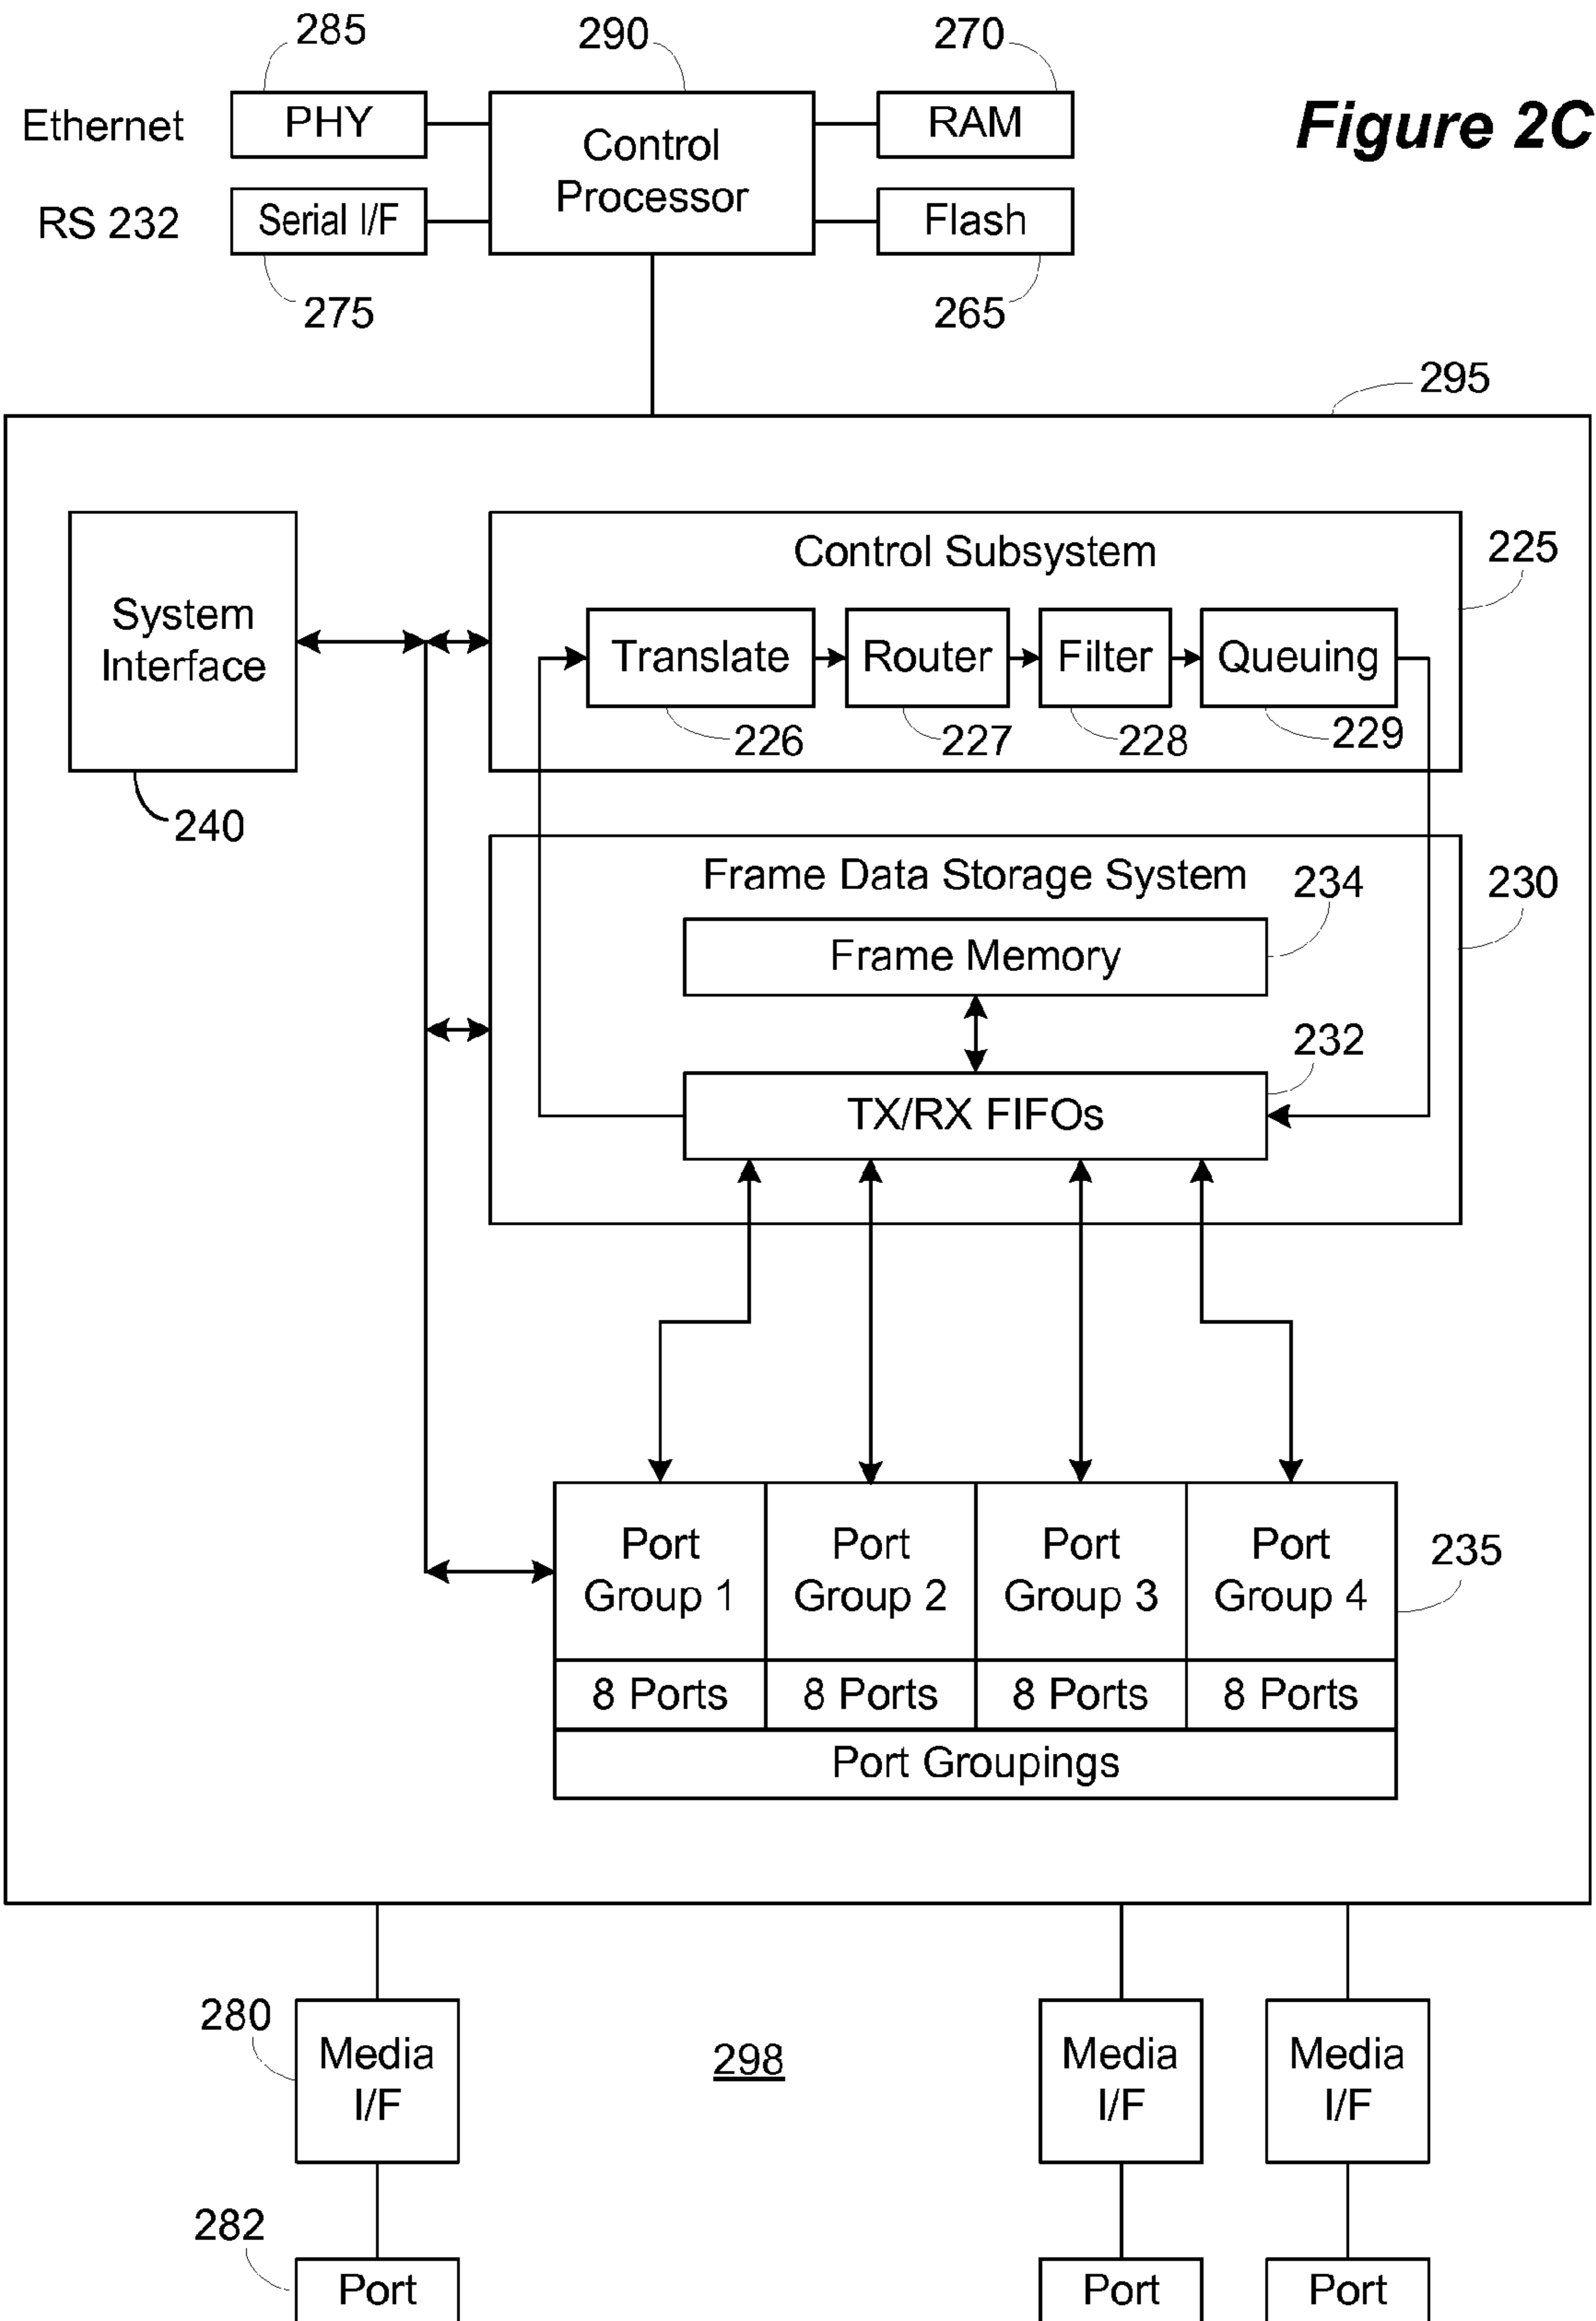 285
290
270
Figure 2C
Ethernet
PHY
Control
Processor
RAM
RS 232
Serial I/F
Flash
275
265
295
System
Interface
240
Control Subsystem
225
Translate
Router
Filter
Queuing
226
227
228
229
Frame Data Storage System
234
230
Frame Memory
232
TX/RX FIFOs
Port
Group 1
Port
Group 2
Port
Group 3
Port
Group 4
235
8 Ports
8 Ports
8 Ports
8 Ports
Port Groupings
280
Media
I/F
298
Media
I/F
Media
I/F
282
Port
Port
Port